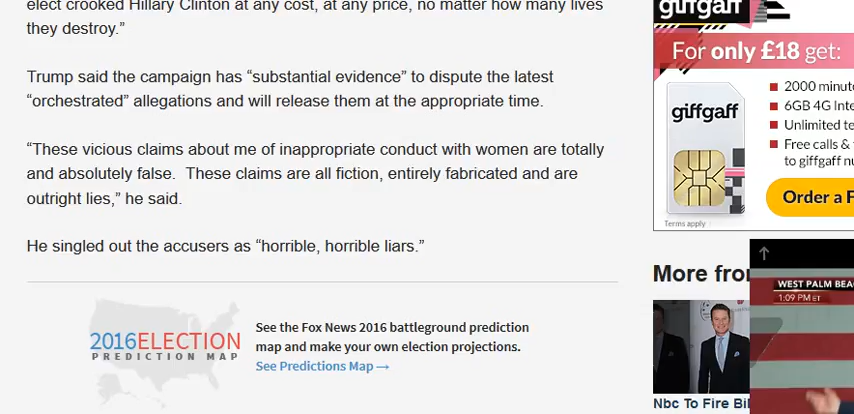 elect crooked Hillary Clinton at any cost, at any price, no matter how many lives
they destroy.”
Trump said the campaign has “substantial evidence” to dispute the latest
“orchestrated” allegations and will release them at the appropriate time.
“These vicious claims about me of inappropriate conduct with women are totally
and absolutely false.  These claims are all fiction, entirely fabricated and are
outright lies,” he said.
He singled out the accusers as “horrible, horrible liars.”
2016ELECTION
PREDICTION MAP
See the Fox News 2016 battleground prediction
map and make your own election projections.
See Predictions Map →
giffgaff
For only £18 get:
giffgaff
2000 minute
6GB 4G Inte
Unlimited te
Free calls &
to giffgaff nu
Order a F
Terms apply
More from
WEST PALM BEA
1:09 PM ET
Nbc To Fire Bil